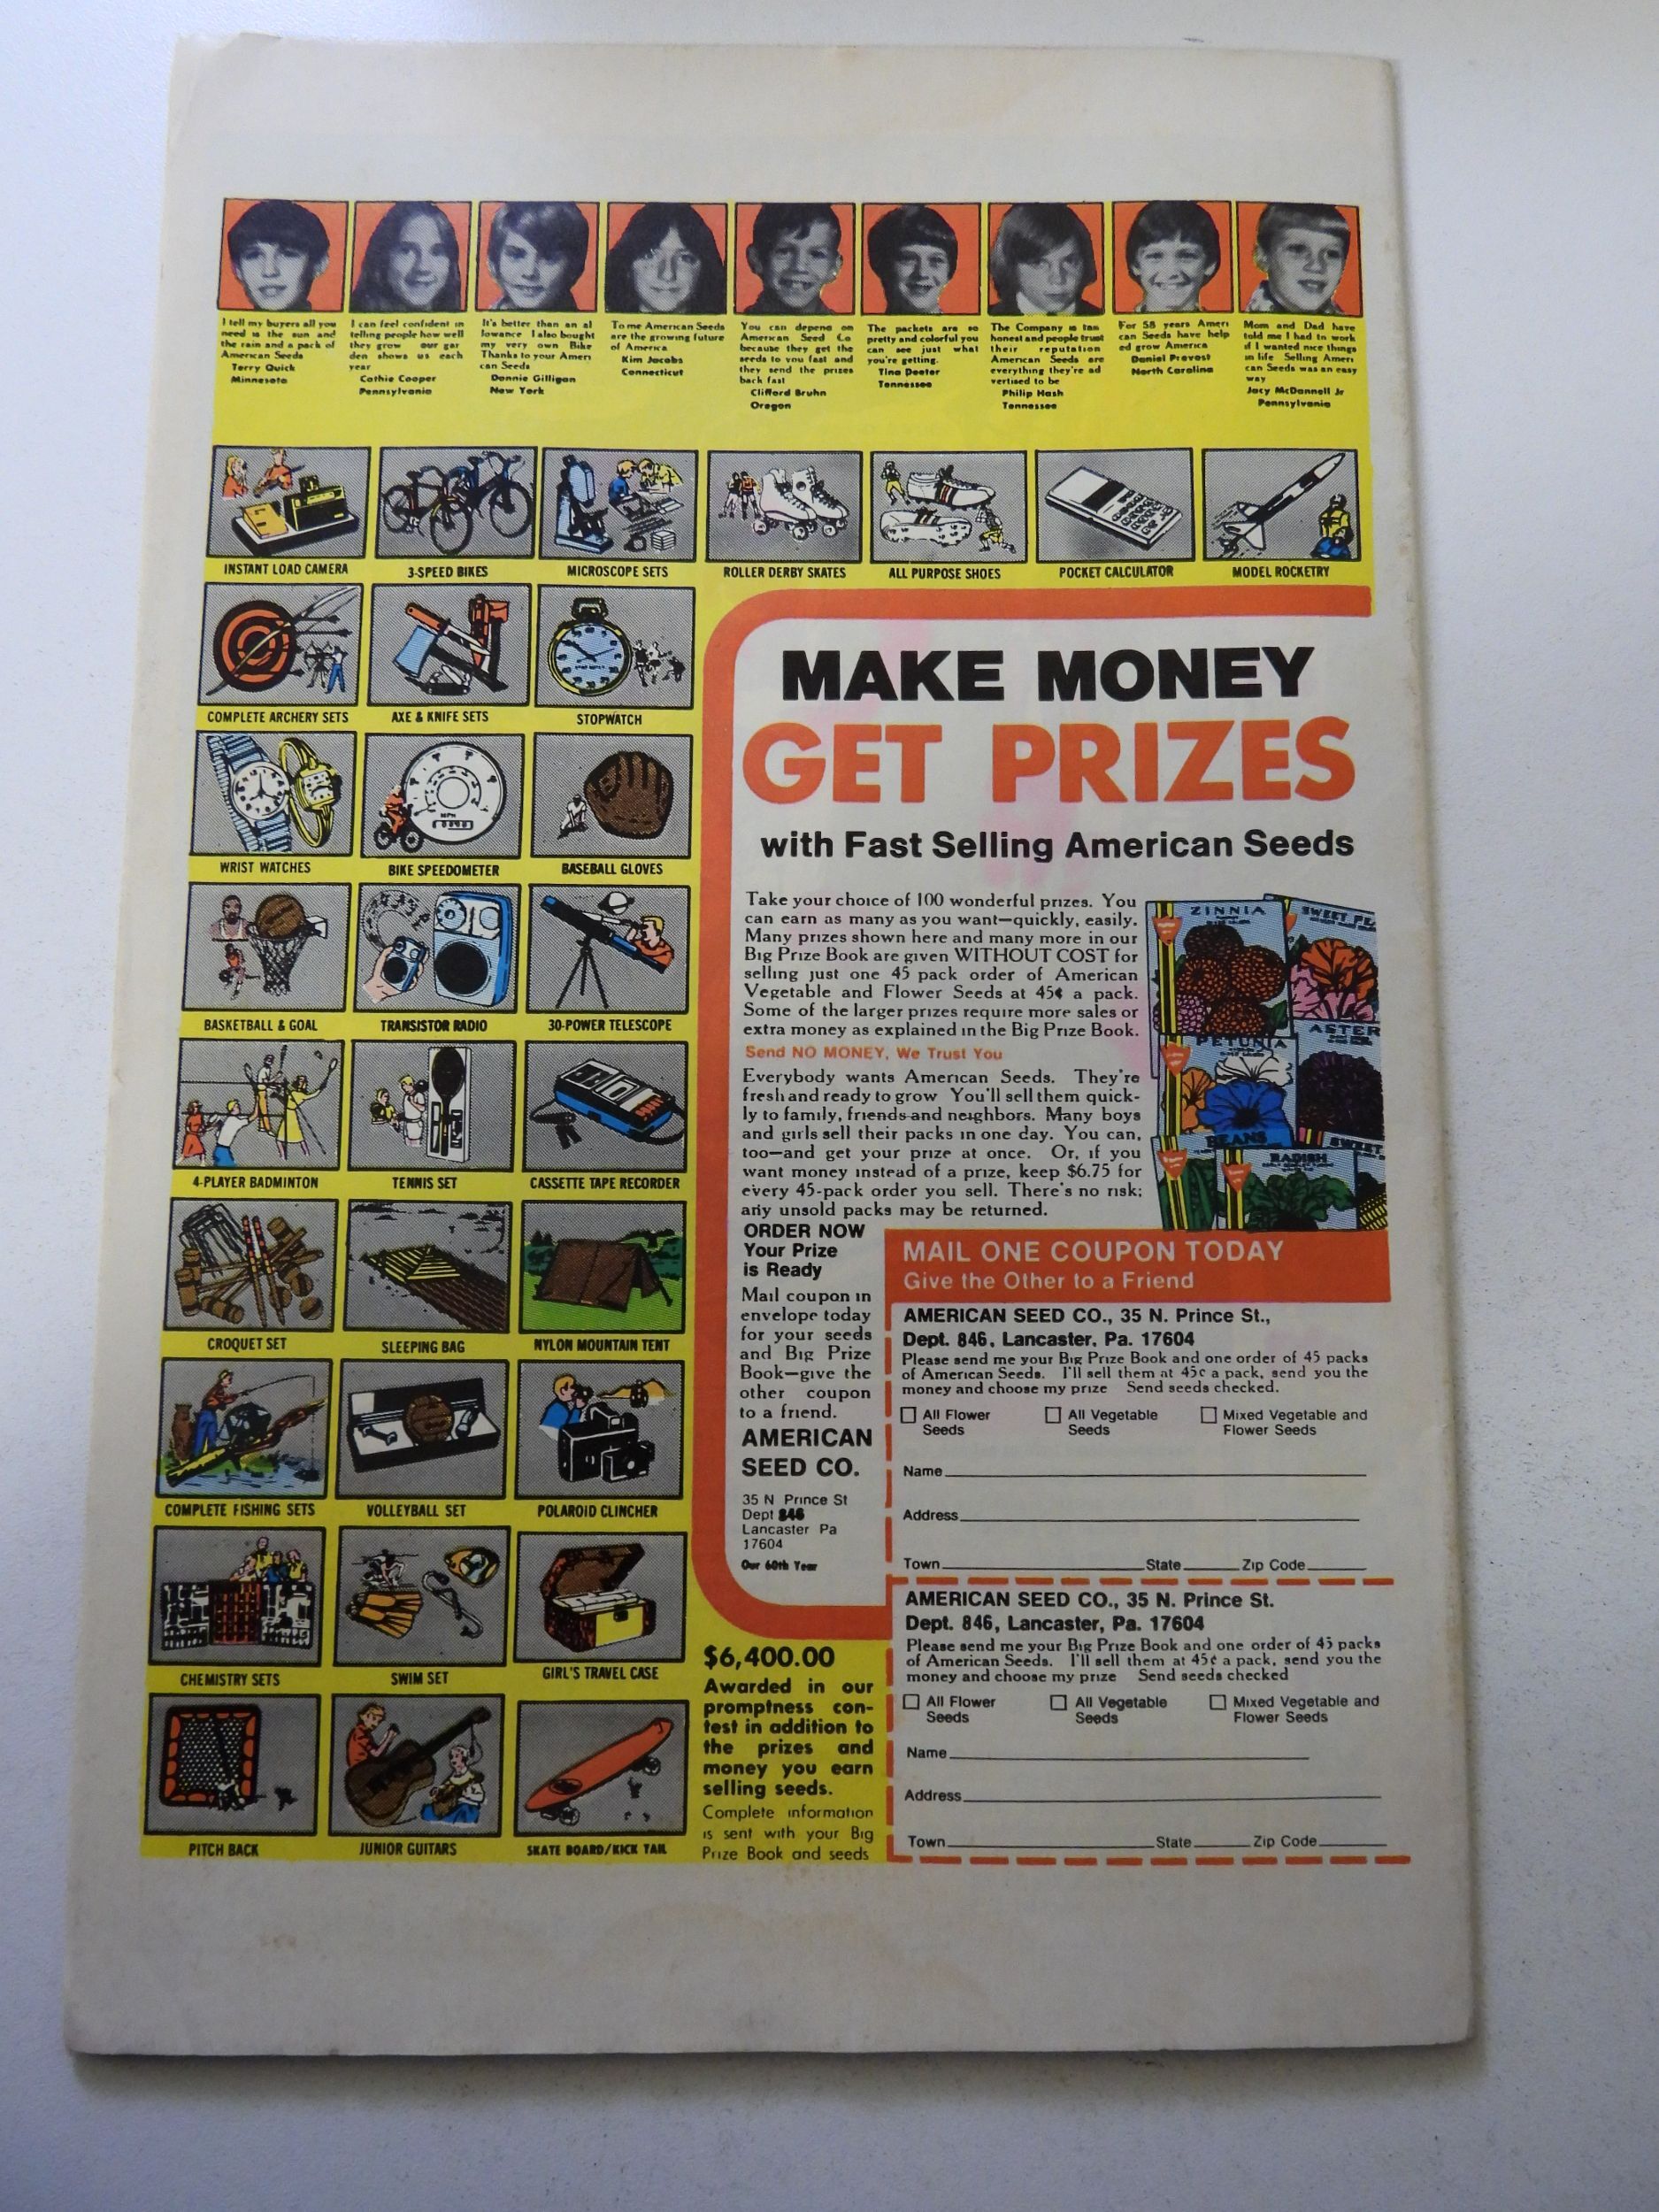 I tell my buyers all you
need is the sun and
the rain and a pack of
American Seeds
Terry Quick
Minnesota
I can feel confident in
telling people how well
they grow our gar
den shows us each
year
Cathie Cooper
Pennsylvania
It's better than an al
lowance I also bought
my very own Bike
Thanks to your Ameri
can Seeds
Donnie Gilligan
New York
To me American Seeds
are the growing future
of America
Kim Jacobs
Connecticut
You can depend on
American Seed Co
because they get the
seeds to you fast and
they send the prizes
back fast
Clifford Bruhn
Oregon
The packets are so
pretty and colorful you
can see just what
you're getting.
Tina Deeter
Tennessee
The Company is tan
honest and people trust
their reputation
American Seeds are
everything they're ad
vertised to be
Philip Hash
Tennessee
For 58 years Ameri
can Seeds have help
ed grow America
Daniel Prevost
North Carolina
Mom and Dad have
told me I had to work
if I wanted nice things
in life Selling Ameri
can Seeds was an easy
way
Jacy McDannell Jr
Pennsylvania
INSTANT LOAD CAMERA
3-SPEED BIKES
MICROSCOPE SETS
ROLLER DERBY SKATES
ALL PURPOSE SHOES
POCKET CALCULATOR
MODEL ROCKETRY
COMPLETE ARCHERY SETS
AXE & KNIFE SETS
STOPWATCH
WRIST WATCHES
MPH
BIKE SPEEDOMETER
BASEBALL GLOVES
BASKETBALL & GOAL
TRANSISTOR RADIO
30-POWER TELESCOPE
4-PLAYER BADMINTON
TENNIS SET
CASSETTE TAPE RECORDER
CROQUET SET
SLEEPING BAG
NYLON MOUNTAIN TENT
COMPLETE FISHING SETS
VOLLEYBALL SET
POLAROID CLINCHER
CHEMISTRY SETS
SWIM SET
GIRL'S TRAVEL CASE
PITCH BACK
JUNIOR GUITARS
SKATE BOARD/KICK TAIL
MAKE MONEY
GET PRIZES
with Fast Selling American Seeds
Take your choice of 100 wonderful prizes. You
can earn as many as you want—quickly, easily.
Many prizes shown here and many more in our
Big Prize Book are given WITHOUT COST for
selling just one 45 pack order of American
Vegetable and Flower Seeds at 45¢ a pack.
Some of the larger prizes require more sales or
extra money as explained in the Big Prize Book.
Send NO MONEY, We Trust You
Everybody wants American Seeds. They're
fresh and ready to grow You'll sell them quick-
ly to family, friends and neighbors. Many boys
and girls sell their packs in one day. You can,
too—and get your prize at once. Or, if you
want money instead of a prize, keep $6.75 for
every 45-pack order you sell. There's no risk;
any unsold packs may be returned.
ZINNIA
SWEET PE
ASTER
PETUNIA
BEANS
SWEET
RADISH
ORDER NOW
Your Prize
is Ready
Mail coupon in
envelope today
for your seeds
and Big Prize
Book—give the
other coupon
to a friend.
AMERICAN
SEED CO.
35 N Prince St
Dept 846
Lancaster Pa
17604
Our 60th Year
MAIL ONE COUPON TODAY
Give the Other to a Friend
AMERICAN SEED CO., 35 N. Prince St.,
Dept. 846, Lancaster, Pa. 17604
Please send me your Big Prize Book and one order of 45 packs
of American Seeds. I'll sell them at 45¢ a pack, send you the
money and choose my prize Send seeds checked.
All Flower Seeds
All Vegetable Seeds
Mixed Vegetable and Flower Seeds
Name
Address
Town State Zip Code
AMERICAN SEED CO., 35 N. Prince St.
Dept. 846, Lancaster, Pa. 17604
Please send me your Big Prize Book and one order of 45 packs
of American Seeds. I'll sell them at 45¢ a pack, send you the
money and choose my prize Send seeds checked
All Flower Seeds
All Vegetable Seeds
Mixed Vegetable and Flower Seeds
Name
Address
Town State Zip Code
$6,400.00
Awarded in our
promptness con-
test in addition to
the prizes and
money you earn
selling seeds.
Complete information
is sent with your Big
Prize Book and seeds